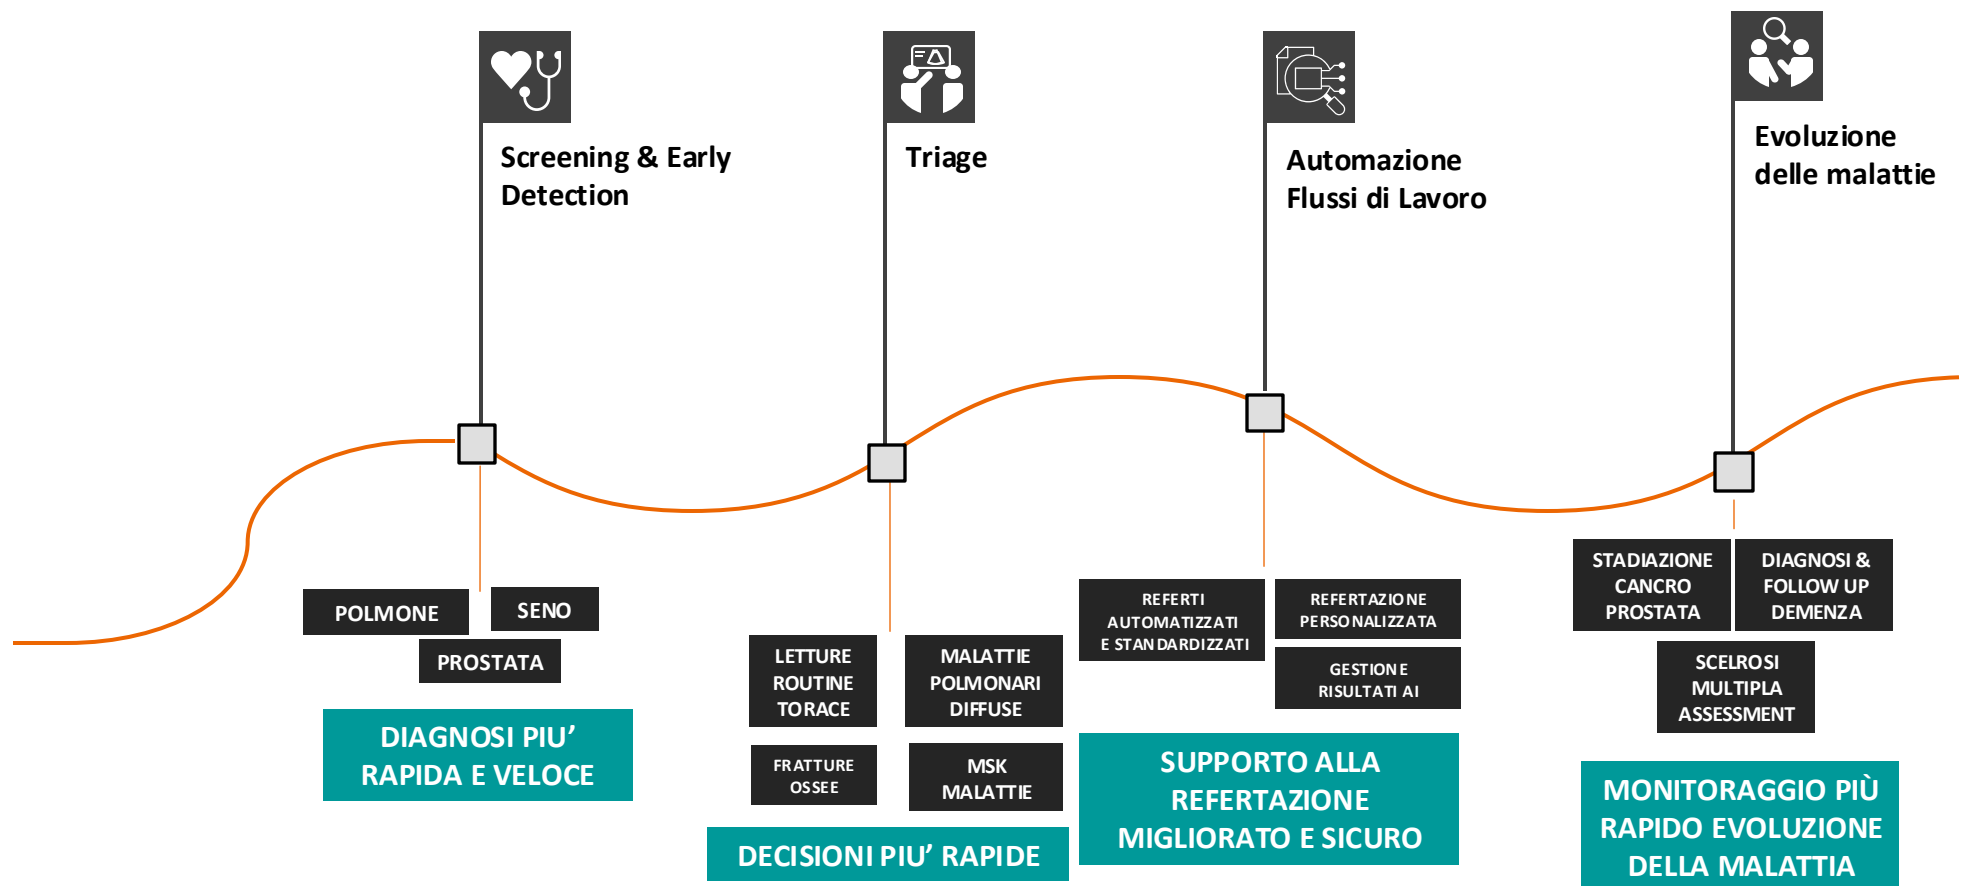 Screening & Early
Detection
Triage
Automazione
Flussi di Lavoro
Evoluzione
delle malattie
POLMONE
SENO
PROSTATA
DIAGNOSI PIU’
RAPIDA E VELOCE
LETTURE
ROUTINE
TORACE
MALATTIE
POLMONARI
DIFFUSE
FRATTURE
OSSEE
MSK
MALATTIE
DECISIONI PIU’ RAPIDE
REFERTI
AUTOMATIZZATI
E STANDARDIZZATI
REFERTAZIONE
PERSONALIZZATA
GESTIONE
RISULTATI AI
SUPPORTO ALLA
REFERTAZIONE
MIGLIORATO E SICURO
STADIAZIONE
CANCRO
PROSTATA
DIAGNOSI &
FOLLOW UP
DEMENZA
SCELROSI
MULTIPLA
ASSESSMENT
MONITORAGGIO PIÙ
RAPIDO EVOLUZIONE
DELLA MALATTIA